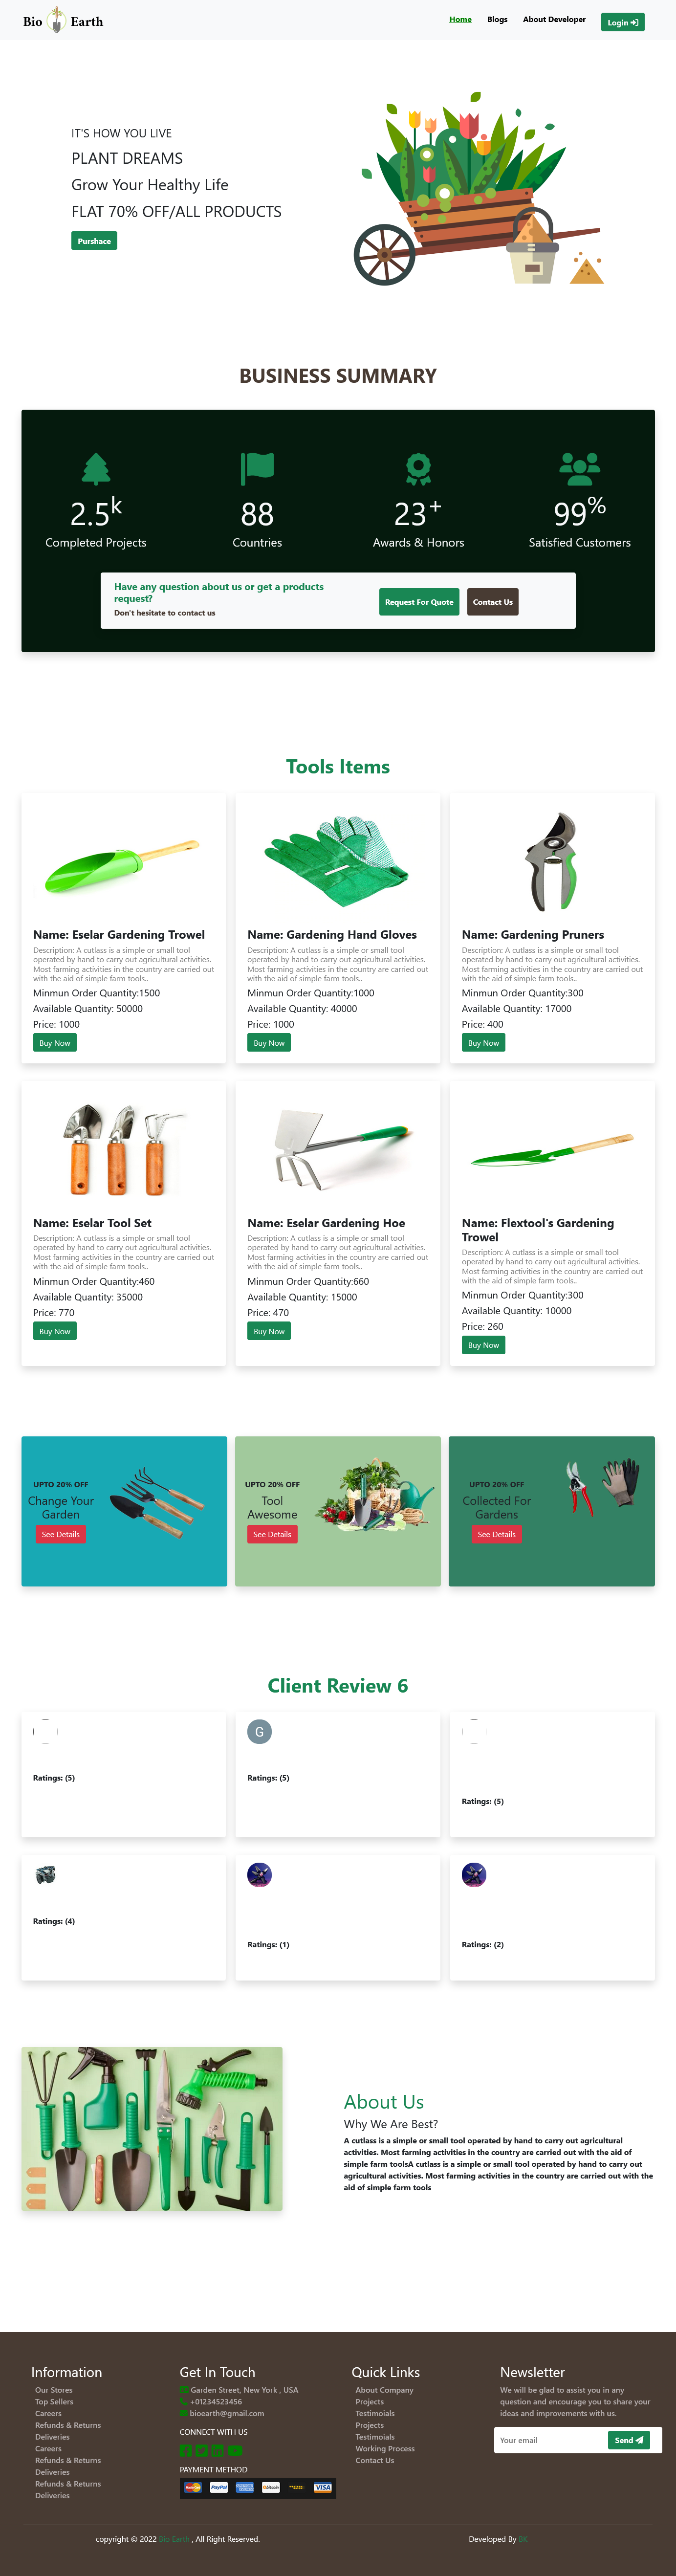 Bio Earth
Home Blogs About Developer Login
IT'S HOW YOU LIVE
PLANT DREAMS
Grow Your Healthy Life
FLAT 70% OFF/ALL PRODUCTS
Purshace
BUSINESS SUMMARY
2.5k
Completed Projects
88
Countries
23+
Awards & Honors
99%
Satisfied Customers
Have any question about us or get a products
request?
Don't hesitate to contact us
Request For Quote
Contact Us
Tools Items
Name: Eselar Gardening Trowel
Description: A cutlass is a simple or small tool
operated by hand to carry out agricultural activities.
Most farming activities in the country are carried out
with the aid of simple farm tools..
Minmun Order Quantity:1500
Available Quantity: 50000
Price: 1000
Buy Now
Name: Gardening Hand Gloves
Description: A cutlass is a simple or small tool
operated by hand to carry out agricultural activities.
Most farming activities in the country are carried out
with the aid of simple farm tools..
Minmun Order Quantity:1000
Available Quantity: 40000
Price: 1000
Buy Now
Name: Gardening Pruners
Description: A cutlass is a simple or small tool
operated by hand to carry out agricultural activities.
Most farming activities in the country are carried out
with the aid of simple farm tools..
Minmun Order Quantity:300
Available Quantity: 17000
Price: 400
Buy Now
Name: Eselar Tool Set
Description: A cutlass is a simple or small tool
operated by hand to carry out agricultural activities.
Most farming activities in the country are carried out
with the aid of simple farm tools..
Minmun Order Quantity:460
Available Quantity: 35000
Price: 770
Buy Now
Name: Eselar Gardening Hoe
Description: A cutlass is a simple or small tool
operated by hand to carry out agricultural activities.
Most farming activities in the country are carried out
with the aid of simple farm tools..
Minmun Order Quantity:660
Available Quantity: 15000
Price: 470
Buy Now
Name: Flextool's Gardening
Trowel
Description: A cutlass is a simple or small tool
operated by hand to carry out agricultural activities.
Most farming activities in the country are carried out
with the aid of simple farm tools..
Minmun Order Quantity:300
Available Quantity: 10000
Price: 260
Buy Now
UPTO 20% OFF
Change Your
Garden
See Details
UPTO 20% OFF
Tool
Awesome
See Details
UPTO 20% OFF
Collected For
Gardens
See Details
Client Review 6
Ratings: (5)
G
Ratings: (5)
Ratings: (5)
Ratings: (4)
Ratings: (1)
Ratings: (2)
About Us
Why We Are Best?
A cutlass is a simple or small tool operated by hand to carry out agricultural
activities. Most farming activities in the country are carried out with the aid of
simple farm toolsA cutlass is a simple or small tool operated by hand to carry out
agricultural activities. Most farming activities in the country are carried out with the
aid of simple farm tools
Information
Our Stores
Top Sellers
Careers
Refunds & Returns
Deliveries
Careers
Refunds & Returns
Deliveries
Refunds & Returns
Deliveries
Get In Touch
Garden Street, New York , USA
+01234523456
bioearth@gmail.com
CONNECT WITH US
PAYMENT METHOD
PayPal
bitcoin
VISA
Quick Links
About Company
Projects
Testimoials
Projects
Testimoials
Working Process
Contact Us
Newsletter
We will be glad to assist you in any
question and encourage you to share your
ideas and improvements with us.
Your email
Send
copyright © 2022 Bio Earth , All Right Reserved.
Developed By BK